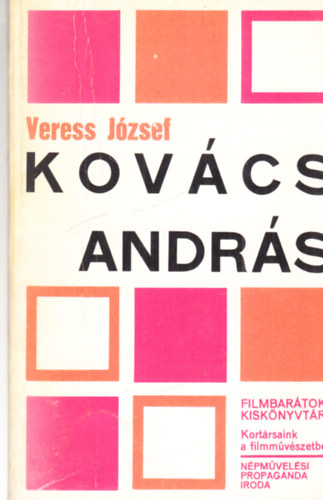 Veress József
KOVÁCS
ANDRÁS
FILMBARÁTOK
KISKÖNYVTÁR
Kortársaink
a filmművészetbe
NÉPMŰVELÉSI
PROPAGANDA
IRODA